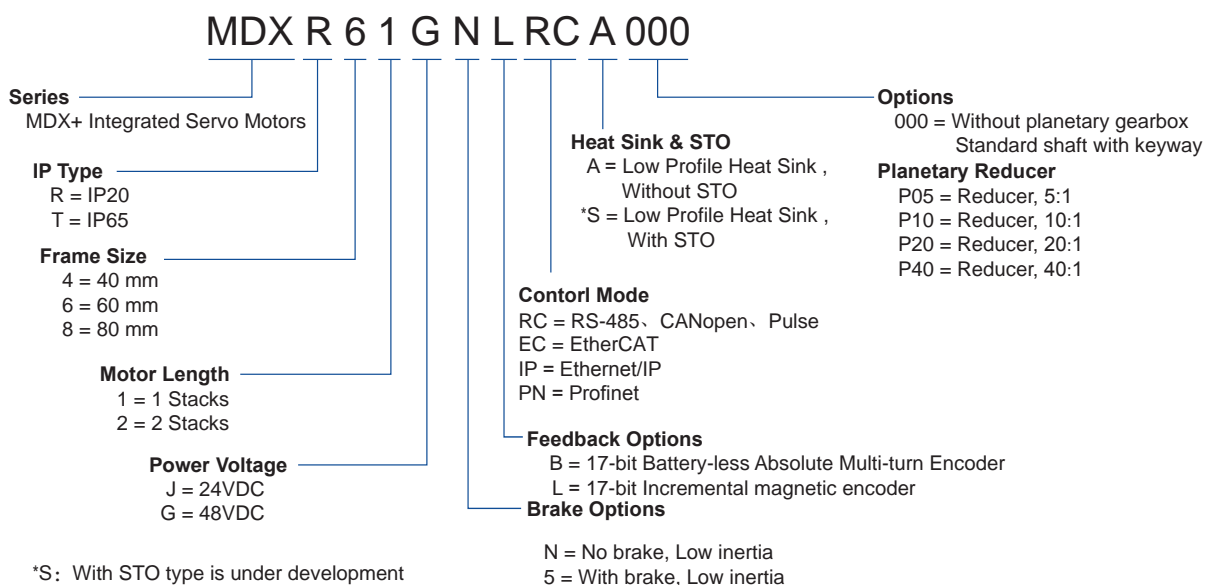 MDX R 6 1 G N L RC A 000
Series
MDX+ Integrated Servo Motors
IP Type
R = IP20
T = IP65
Frame Size
4 = 40 mm
6 = 60 mm
8 = 80 mm
Motor Length
1 = 1 Stacks
2 = 2 Stacks
Power Voltage
J = 24VDC
G = 48VDC
*S：With STO type is under development
Options
000 = Without planetary gearbox
Standard shaft with keyway
Planetary Reducer
P05 = Reducer, 5:1
P10 = Reducer, 10:1
P20 = Reducer, 20:1
P40 = Reducer, 40:1
Heat Sink & STO
A = Low Profile Heat Sink ,
Without STO
*S = Low Profile Heat Sink ,
With STO
Contorl Mode
RC = RS-485、CANopen、Pulse
EC = EtherCAT
IP = Ethernet/IP
PN = Profinet
Feedback Options
B = 17-bit Battery-less Absolute Multi-turn Encoder
L = 17-bit Incremental magnetic encoder
Brake Options
N = No brake, Low inertia
5 = With brake, Low inertia